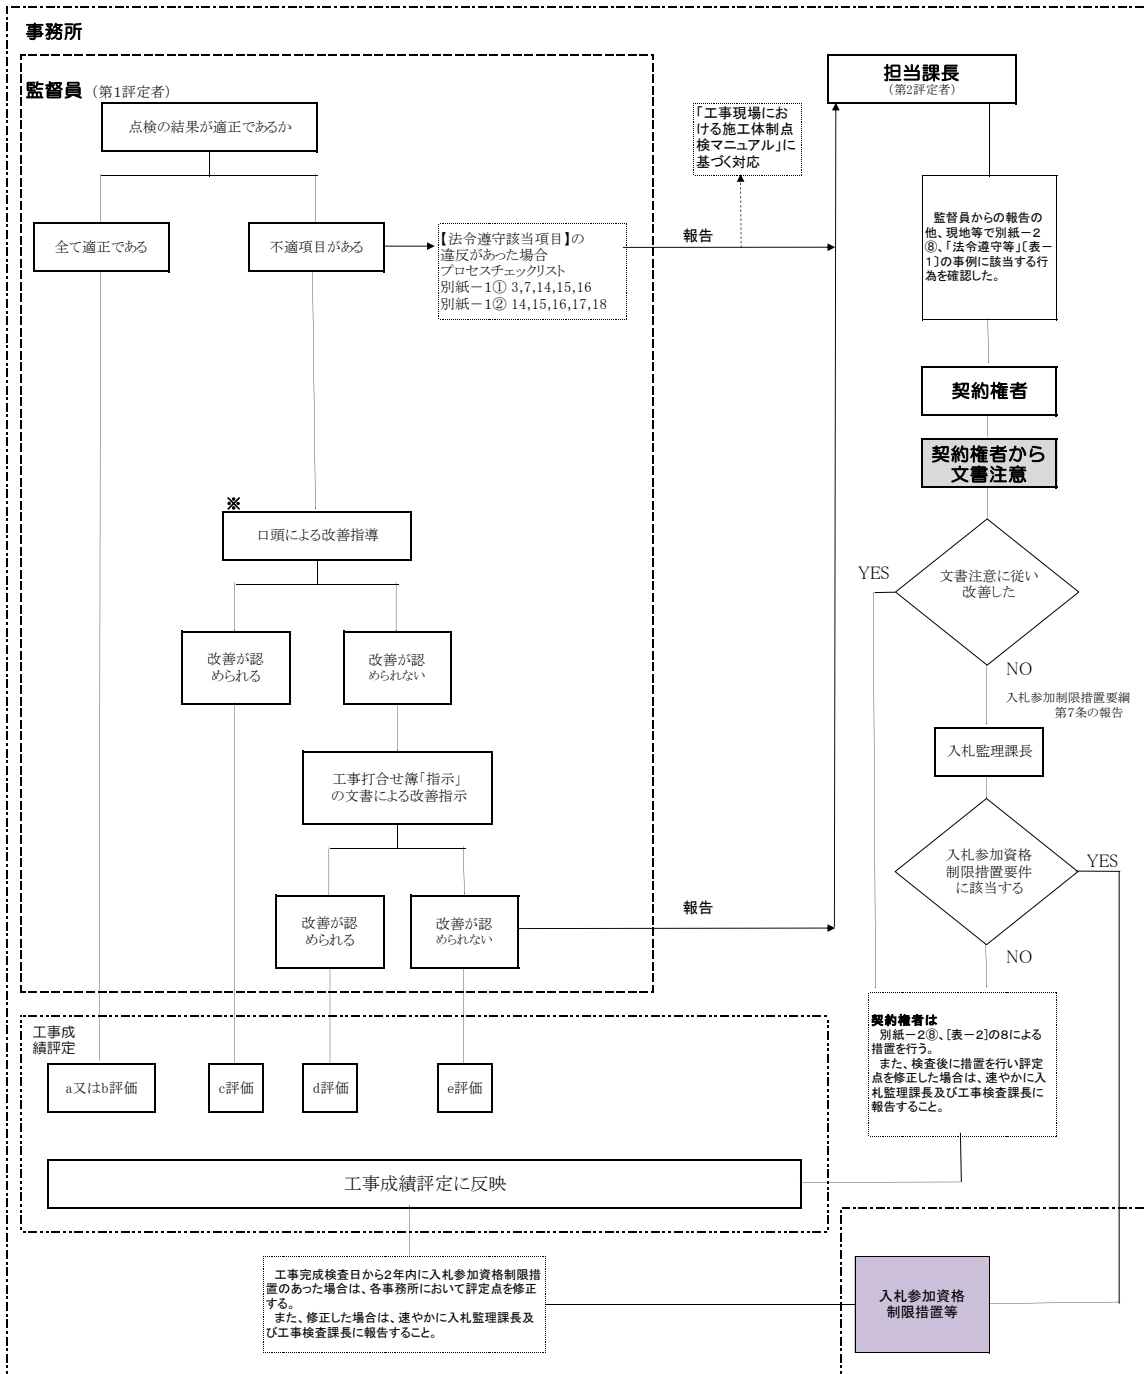 事務所
監督員（第1評定者）
点検の結果が適正であるか
全て適正である
不適項目がある
【法令遵守該当項目】の
違反があった場合
プロセスチェックリスト
別紙－1① 3,7,14,15,16
別紙－1② 14,15,16,17,18
報告
「工事現場にお
ける施工体制点
検マニュアル」に
基づく対応
担当課長
（第2評定者）
監督員からの報告の
他、現地等で別紙－2
⑧、「法令遵守等」〔表－
1〕の事例に該当する行
為を確認した。
契約権者
契約権者から
文書注意
※
口頭による改善指導
改善が認
められる
改善が認
められない
工事打合せ簿「指示」
の文書による改善指示
改善が認
められる
改善が認
められない
報告
YES
文書注意に従い
改善した
NO
入札参加制限措置要綱
第7条の報告
入札監理課長
入札参加資格
制限措置要件
に該当する
YES
NO
契約権者は
別紙－2⑧、[表－2]の8による
措置を行う。
また、検査後に措置を行い評定
点を修正した場合は、速やかに入
札監理課長及び工事検査課長に
報告すること。
工事成
績評定
a又はb評価
c評価
d評価
e評価
工事成績評定に反映
工事完成検査日から2年内に入札参加資格制限措
置のあった場合は、各事務所において評定点を修正
する。
また、修正した場合は、速やかに入札監理課長及
び工事検査課長に報告すること。
入札参加資格
制限措置等